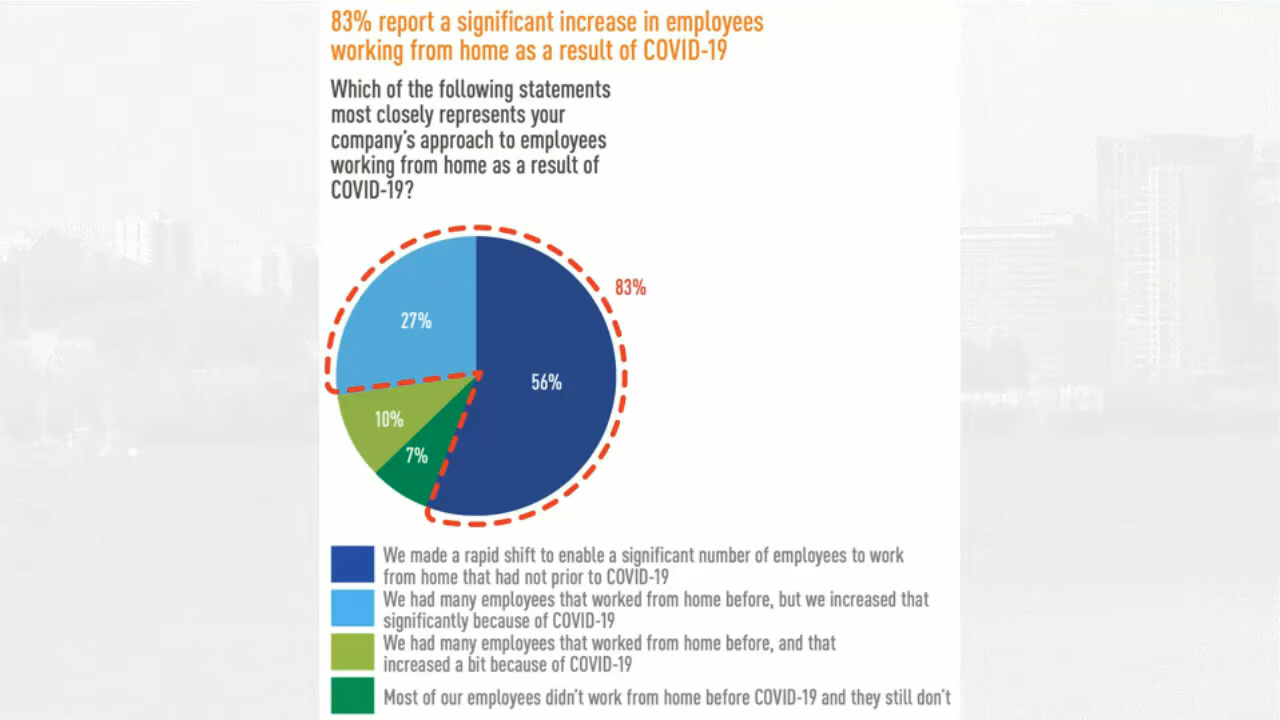 83% report a significant increase in employees
working from home as a result of COVID-19
Which of the following statements
most closely represents your
company's approach to employees
working from home as a result of
COVID-19?
83%
27%
56%
10%
7%
We made a rapid shift to enable a significant number of employees to work
from home that had not prior to COVID-19
We had many employees that worked from home before, but we increased that
significantly because of COVID-19
We had many employees that worked from home before, and that
increased a bit because of COVID-19
Most of our employees didn't work from home before COVID-19 and they still don't